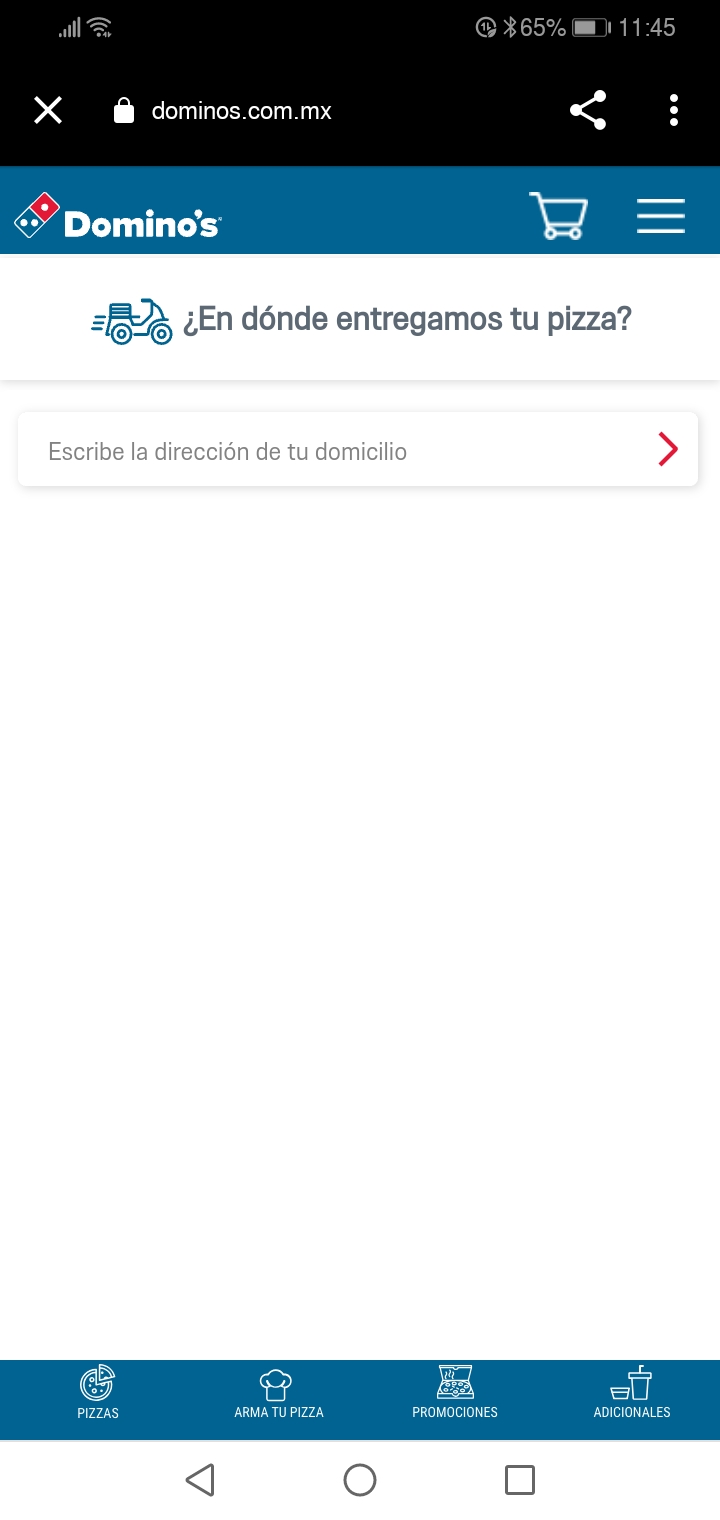 65% 11:45
dominos.com.mx
Domino's
¿En dónde entregamos tu pizza?
Escribe la dirección de tu domicilio
PIZZAS ARMA TU PIZZA PROMOCIONES ADICIONALES